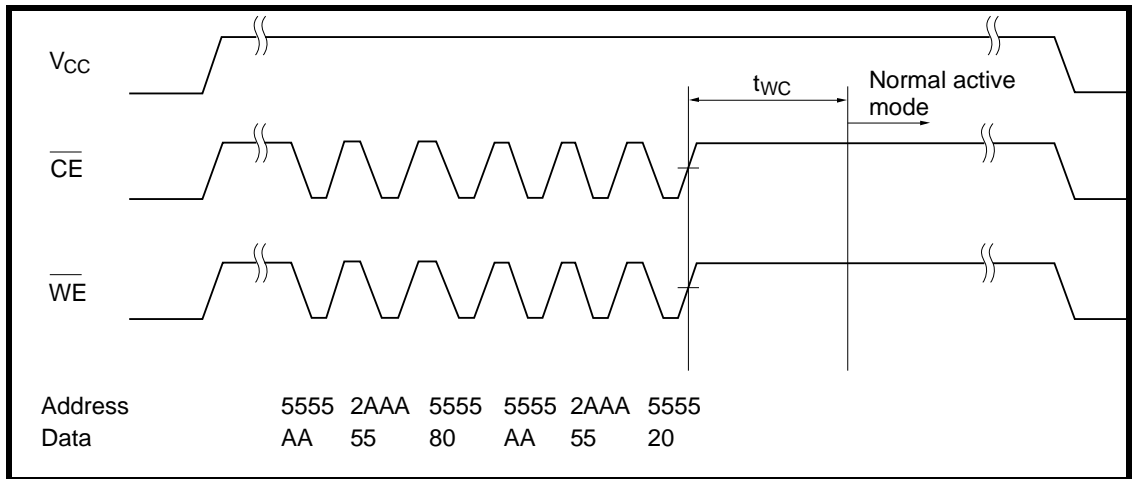 VCC
tWC
Normal active
mode
CE
WE
Address 5555 2AAA 5555 5555 2AAA 5555
Data AA 55 80 AA 55 20